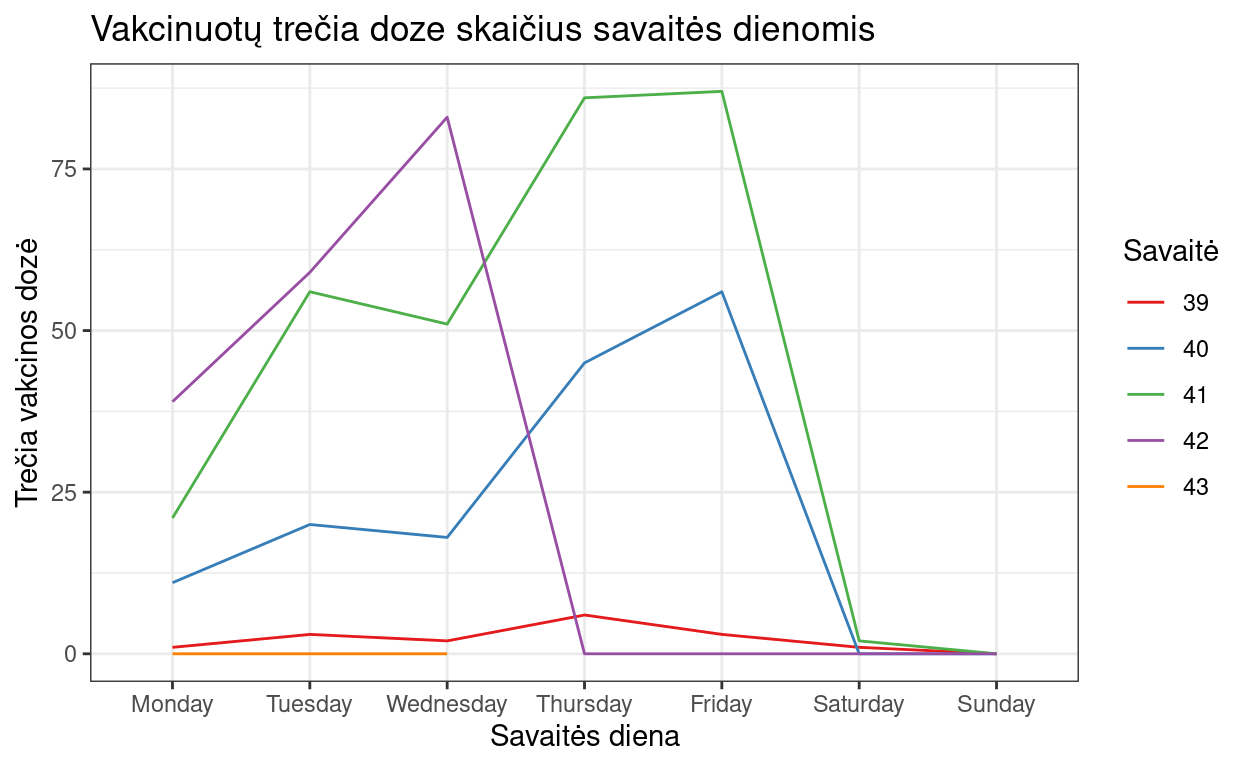 Vakcinuotų trečia doze skaičius savaitės dienomis
Trečia vakcinos dozė
75
50
25
0
Monday Tuesday Wednesday Thursday Friday Saturday Sunday
Savaitės diena
Savaitė
39
40
41
42
43